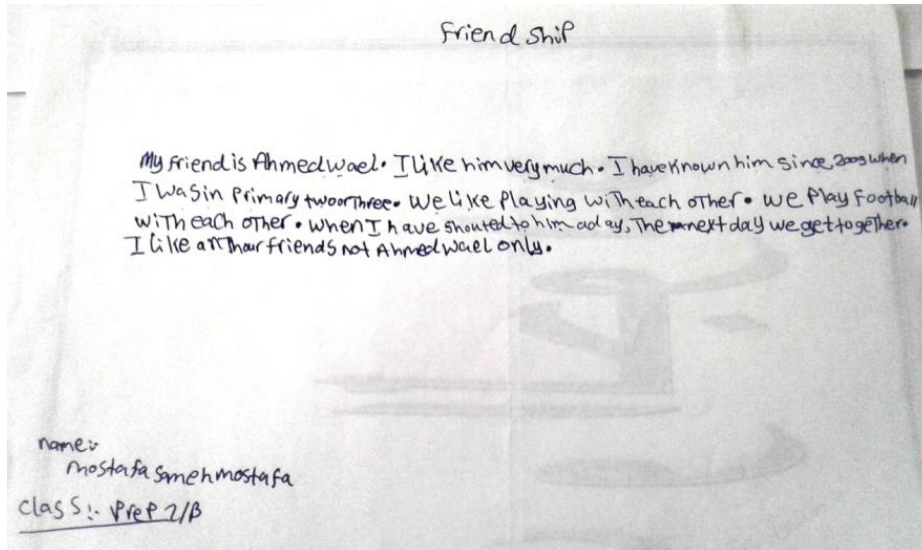 Friend Ship
My friend is Ahmed wael. I like him very much. I have known him since, 2009 when
I was in Primary two or Three. We like Playing with each other. we Play Football
with each other. when I have shouted to him a day, The next day we get together.
I like friends not Ahmed wael only.
name:
mostafa sameh mostafa
class:- Prep 2/B